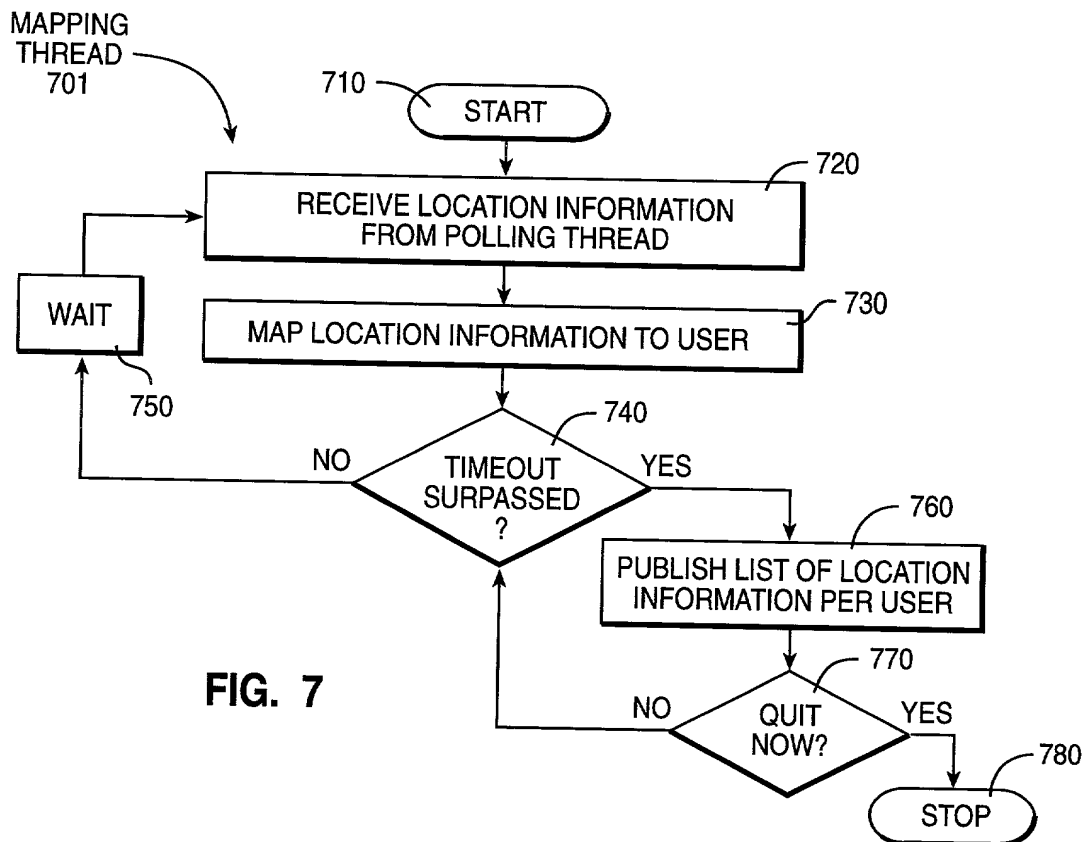 MAPPING
THREAD
701
710
START
720
RECEIVE LOCATION INFORMATION
FROM POLLING THREAD
WAIT
750
730
MAP LOCATION INFORMATION TO USER
740
NO
TIMEOUT
SURPASSED
?
YES
760
PUBLISH LIST OF LOCATION
INFORMATION PER USER
FIG. 7
770
NO
QUIT
NOW?
YES
780
STOP